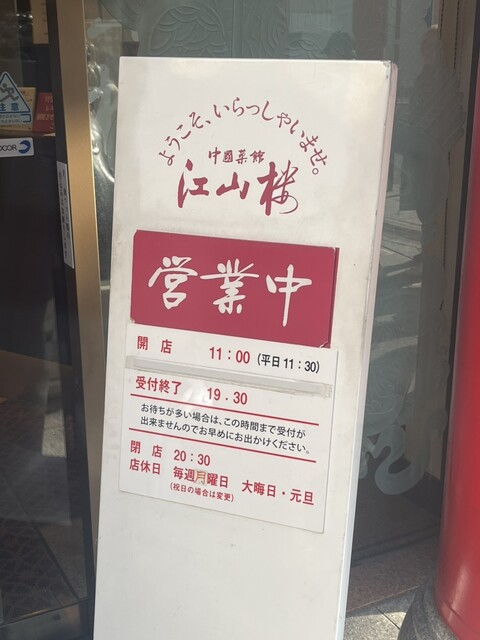 ようこそ、いらっしゃいませ。
中國菜館
江山楼
営業中
開店 11:00 (平日11:30)
受付終了 19.30
お待ちが多い場合は、この時間まで受付が
出来ませんのでお早めにお出かけください。
閉店 20:30
店休日 毎週月曜日 大晦日・元旦
(祝日の場合は変更)
注意